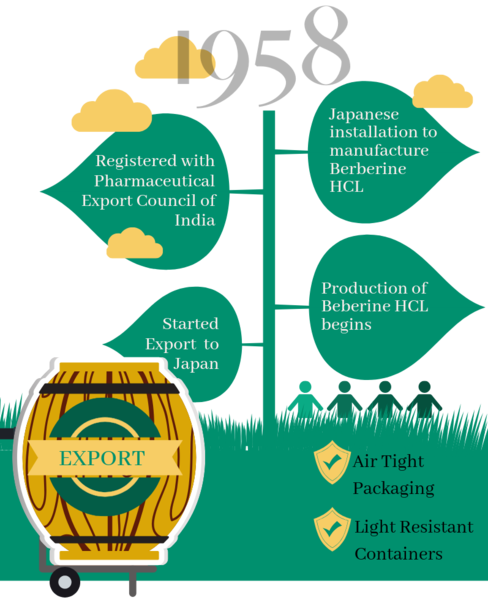 1958
Japanese
installation to
manufacture
Berberine
HCL
Registered with
Pharmaceutical
Export Council of
India
Production of
Beberine HCL
begins
Started
Export to
Japan
EXPORT
Air Tight
Packaging
Light Resistant
Containers